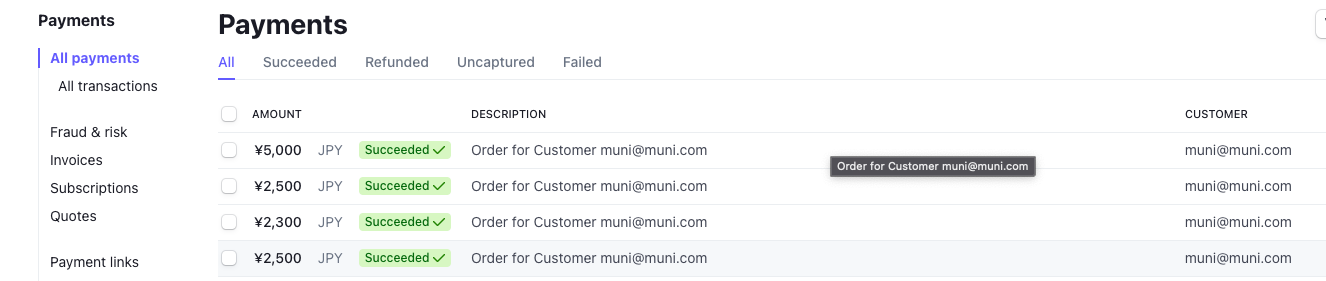 Payments
All payments
All transactions
Fraud & risk
Invoices
Subscriptions
Quotes
Payment links
Payments
All Succeeded Refunded Uncaptured Failed
AMOUNT DESCRIPTION CUSTOMER
¥5,000 JPY Succeeded Order for Customer muni@muni.com muni@muni.com
Order for Customer muni@muni.com
¥2,500 JPY Succeeded Order for Customer muni@muni.com muni@muni.com
¥2,300 JPY Succeeded Order for Customer muni@muni.com muni@muni.com
¥2,500 JPY Succeeded Order for Customer muni@muni.com muni@muni.com